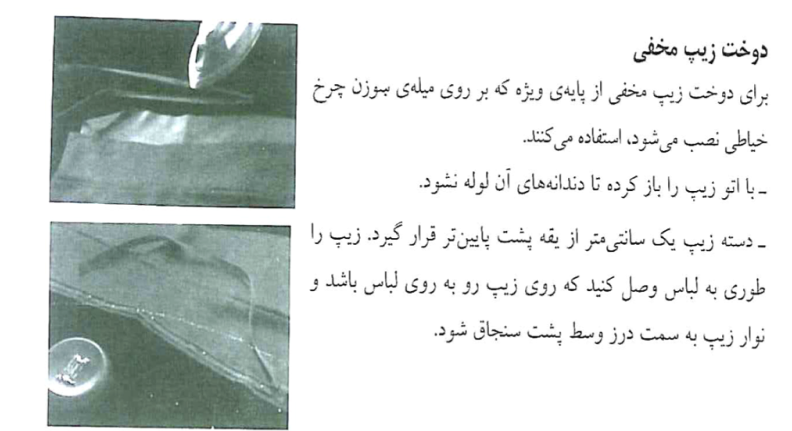 دوخت زیپ مخفی
برای دوخت زیپ مخفی از پایه‌ی ویژه که بر روی میله‌ی سوزن چرخ
خیاطی نصب می‌شود، استفاده می‌کنند.
ـ با اتو زیپ را باز کرده تا دندانه‌های آن لوله نشود.
ـ دسته زیپ یک سانتی‌متر از یقه پشت پایین‌تر قرار گیرد. زیپ را
طوری به لباس وصل کنید که روی زیپ رو به روی لباس باشد و
نوار زیپ به سمت درز وسط پشت سنجاق شود.